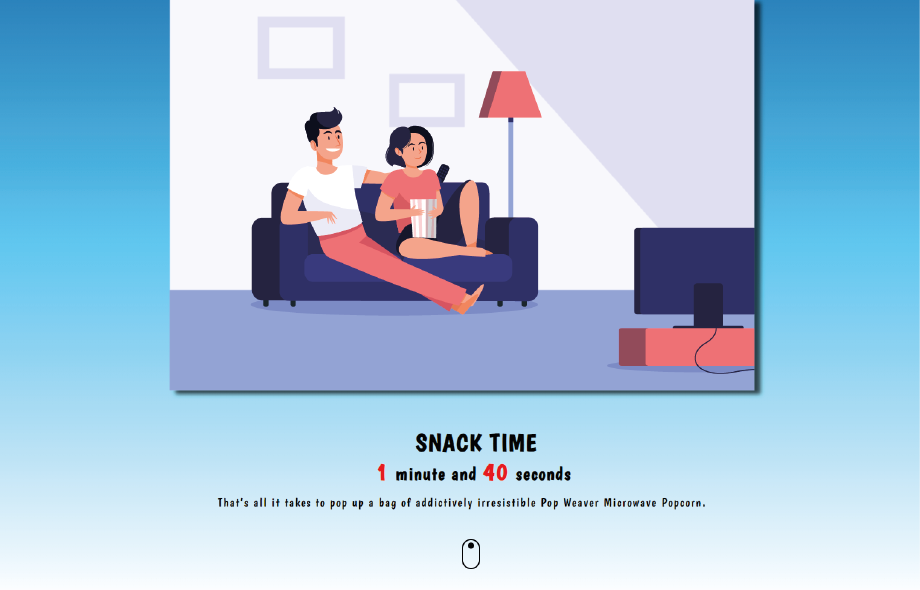 SNACK TIME
1 minute and 40 seconds
That's all it takes to pop up a bag of addictively irresistible Pop Weaver Microwave Popcorn.